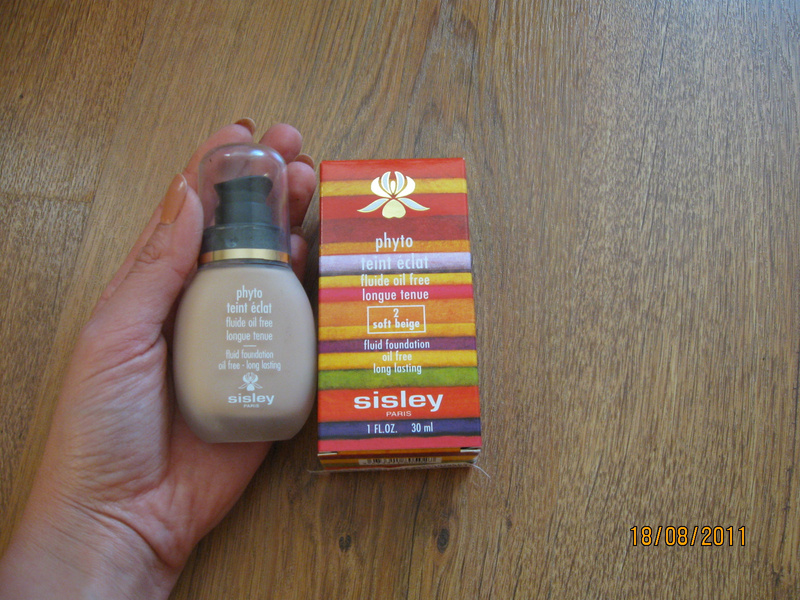 phyto
teint éclat
fluide oil free
longue tenue
fluid foundation
oil free - long lasting
sisley
PARIS
phyto
teint éclat
fluide oil free
longue tenue
2
soft beige
fluid foundation
oil free
long lasting
sisley
PARIS
1 FL.OZ. 30 ml
18/08/2011